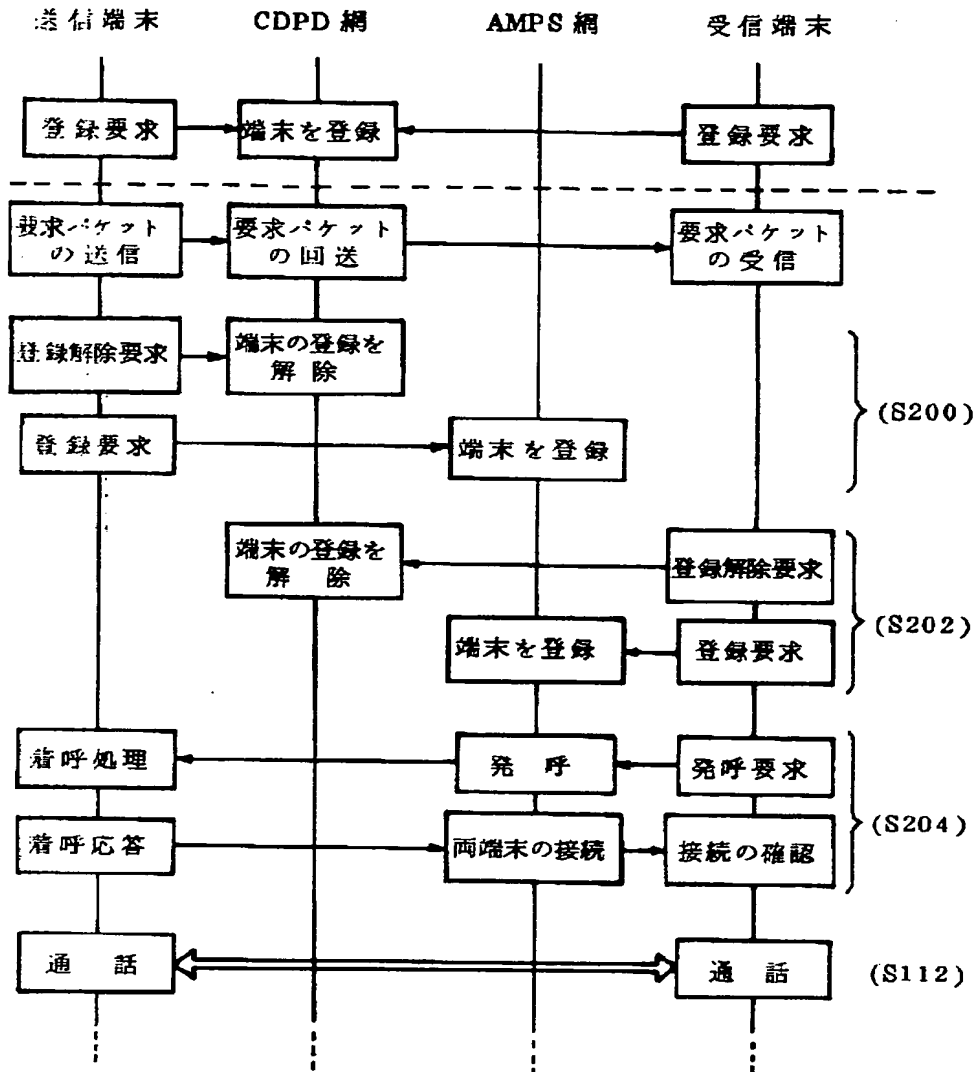 送信端末 CDPD網 AMPS網 受信端末
登録要求 端末を登録 登録要求
要求パケット
の送信
要求パケット
の回送
要求パケット
の受信
登録解除要求
端末の登録を
解除
(S200)
登録要求 端末を登録
端末の登録を
解除
登録解除要求
(S202)
端末を登録 登録要求
着呼処理 発呼 発呼要求
(S204)
着呼応答 両端末の接続 接続の確認
通話 通話 (S112)